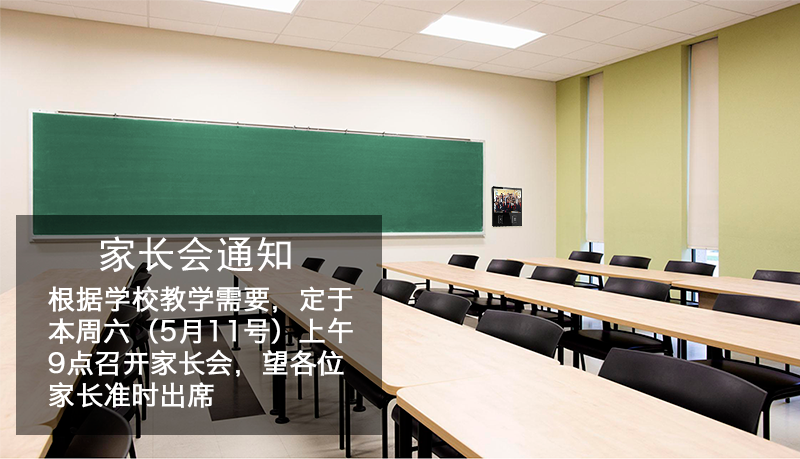 家长会通知
根据学校教学需要，定于
本周六（5月11号）上午
9点召开家长会，望各位
家长准时出席